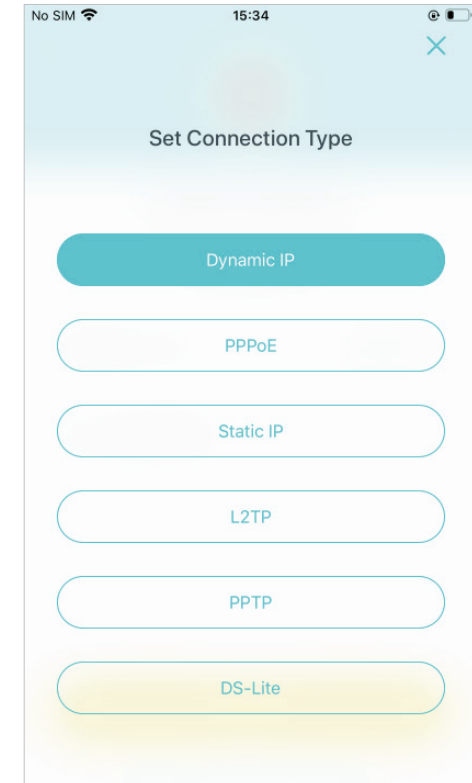 No SIM 15:34
Set Connection Type
Dynamic IP
PPPoE
Static IP
L2TP
PPTP
DS-Lite